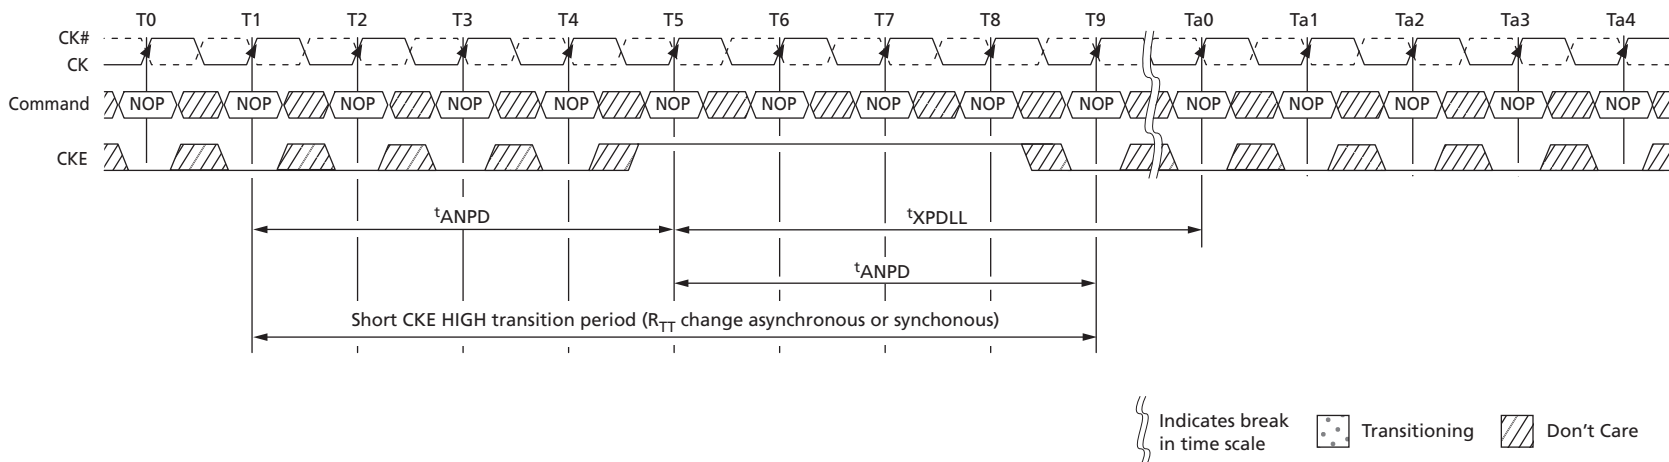 T0 T1 T2 T3 T4 T5 T6 T7 T8 T9 Ta0 Ta1 Ta2 Ta3 Ta4
CK#
CK
Command NOP NOP NOP NOP NOP NOP NOP NOP NOP NOP NOP NOP NOP NOP NOP
CKE
tANPD
tXPDLL
tANPD
Short CKE HIGH transition period (RTT change asynchronous or synchonous)
Indicates break
in time scale
Transitioning
Don't Care